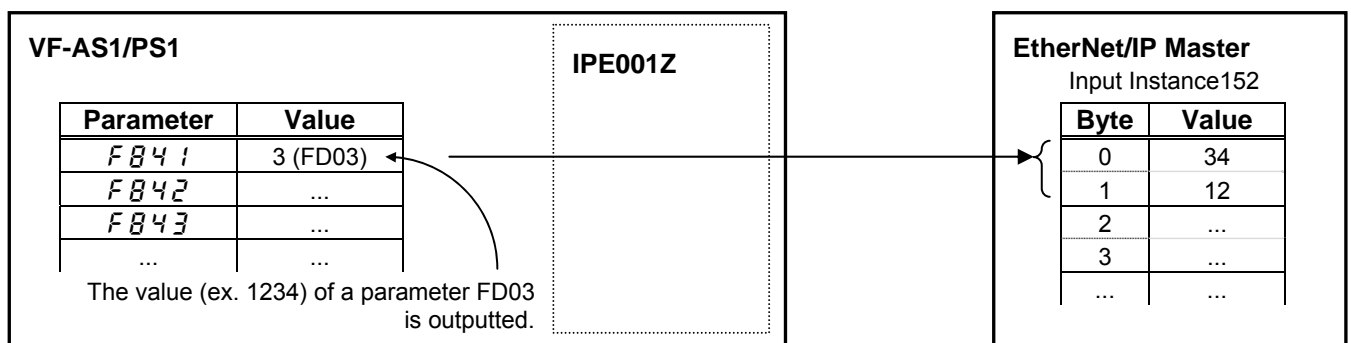 VF-AS1/PS1
IPE001Z
Parameter Value
F841 3 (FD03)
F842 ...
F843 ...
... ...
The value (ex. 1234) of a parameter FD03
is outputted.
EtherNet/IP Master
Input Instance152
Byte Value
0 34
1 12
2 ...
3 ...
... ...